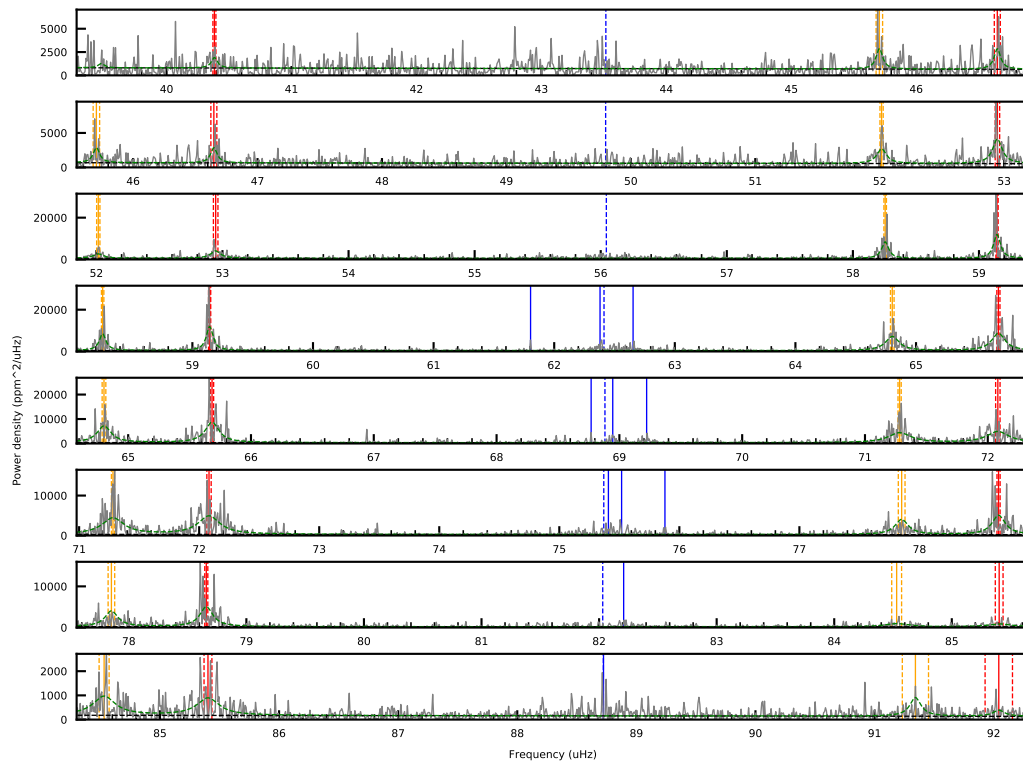 5000
2500
0
40 41 42 43 44 45 46
5000
0
46 47 48 49 50 51 52 53
20000
0
52 53 54 55 56 57 58 59
20000
0
59 60 61 62 63 64 65
20000
10000
0
65 66 67 68 69 70 71 72
10000
0
71 72 73 74 75 76 77 78
10000
0
78 79 80 81 82 83 84 85
2000
1000
0
85 86 87 88 89 90 91 92
Power density (ppm^2/uHz)
Frequency (uHz)